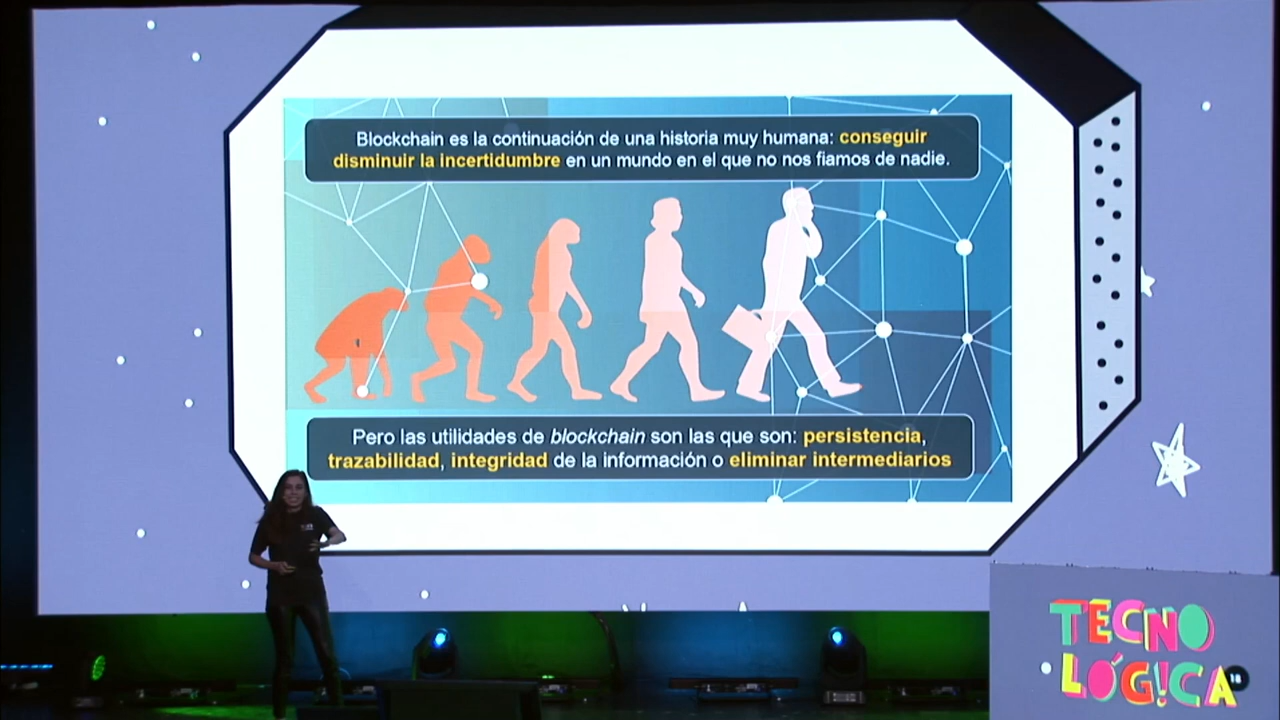 Blockchain es la continuación de una historia muy humana: conseguir
disminuir la incertidumbre en un mundo en el que no nos fiamos de nadie.
Pero las utilidades de blockchain son las que son: persistencia,
trazabilidad, integridad de la información o eliminar intermediarios
TECNO
LÓG!CA